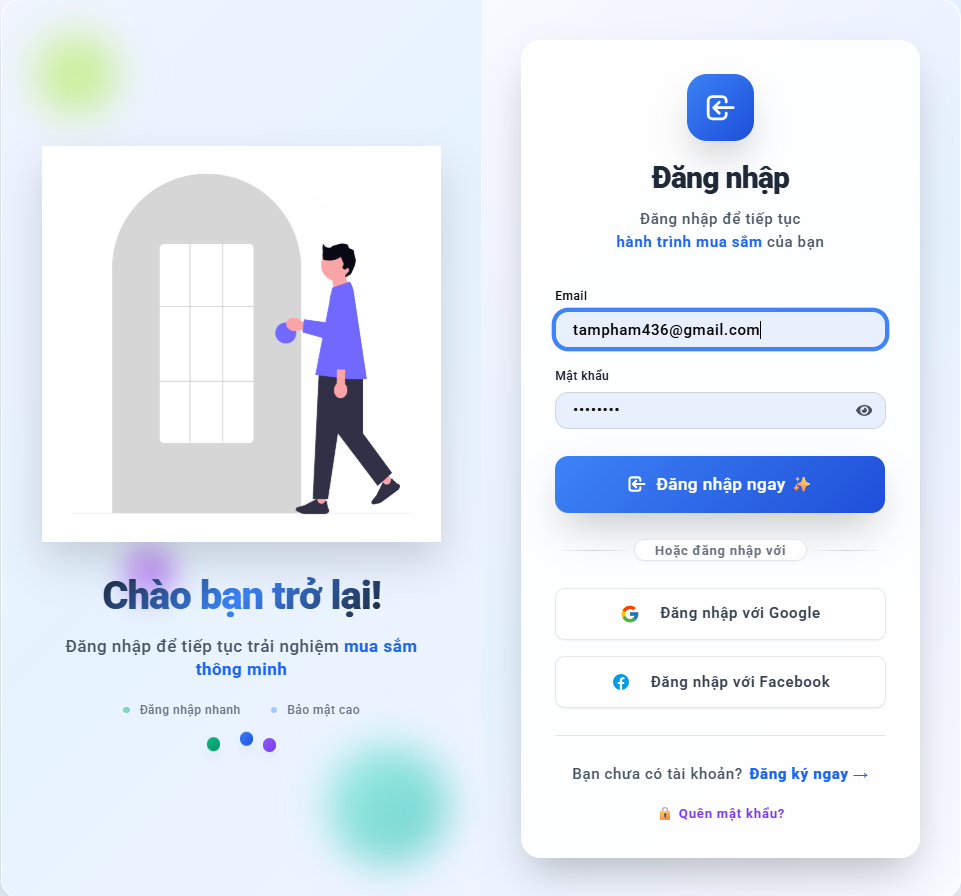 Chào bạn trở lại!
Đăng nhập để tiếp tục trải nghiệm mua sắm
thông minh
Đăng nhập nhanh
Bảo mật cao
Đăng nhập
Đăng nhập để tiếp tục
hành trình mua sắm của bạn
Email
tampham436@gmail.com
Mật khẩu
••••••••
Đăng nhập ngay ✨
Hoặc đăng nhập với
Đăng nhập với Google
Đăng nhập với Facebook
Bạn chưa có tài khoản? Đăng ký ngay →
🔒 Quên mật khẩu?